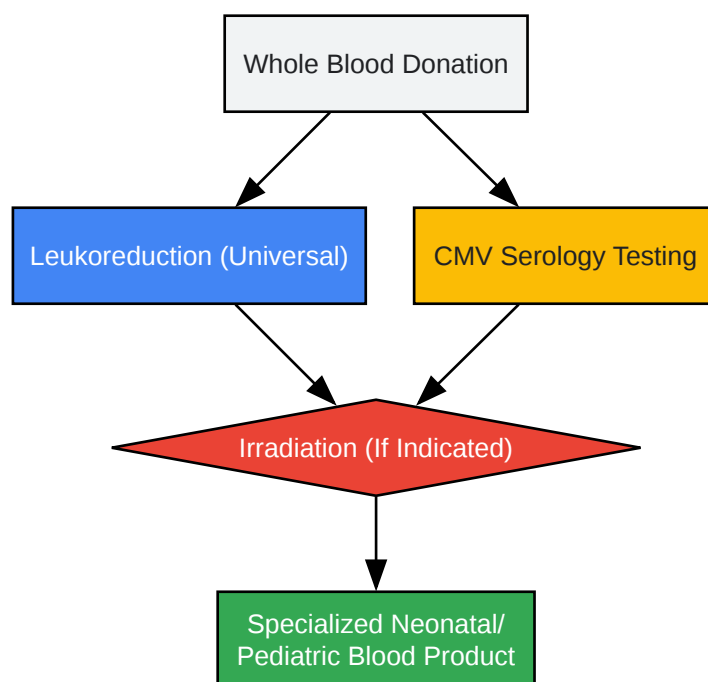 Whole Blood Donation
Leukoreduction (Universal)
CMV Serology Testing
Irradiation (If Indicated)
Specialized Neonatal/
Pediatric Blood Product